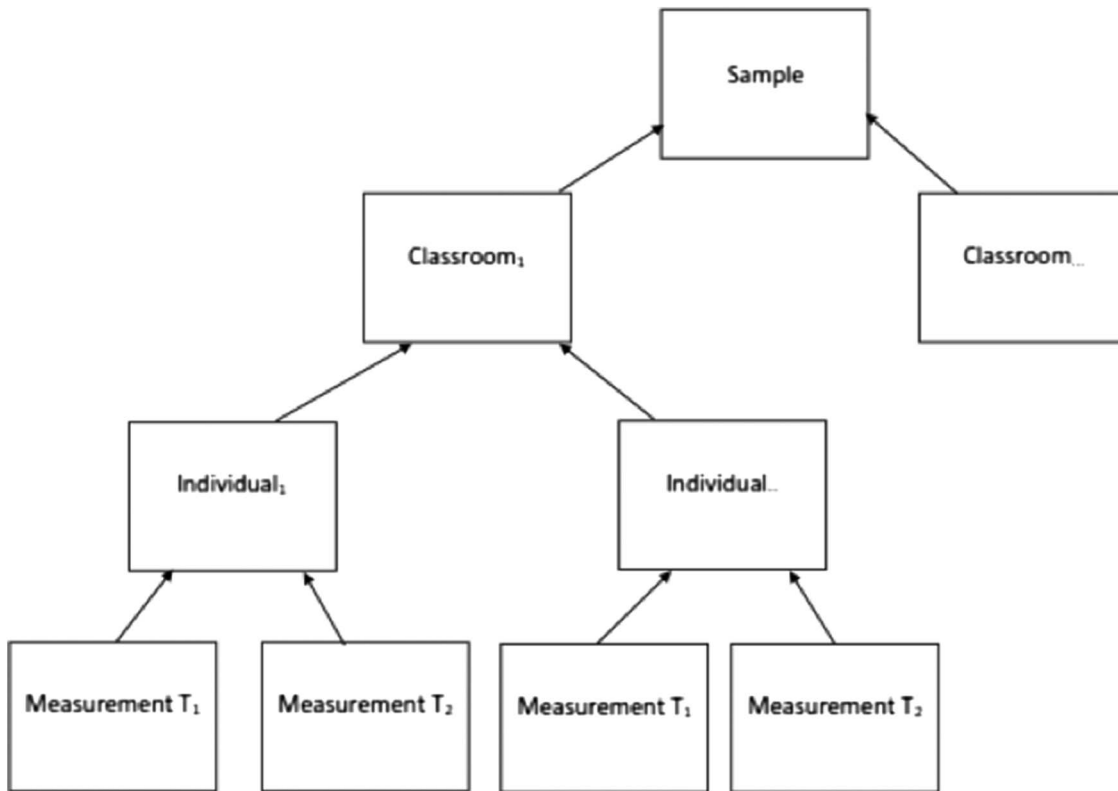 Sample
Classroom₁
Classroom...
Individual₁
Individual...
Measurement T₁
Measurement T₂
Measurement T₁
Measurement T₂